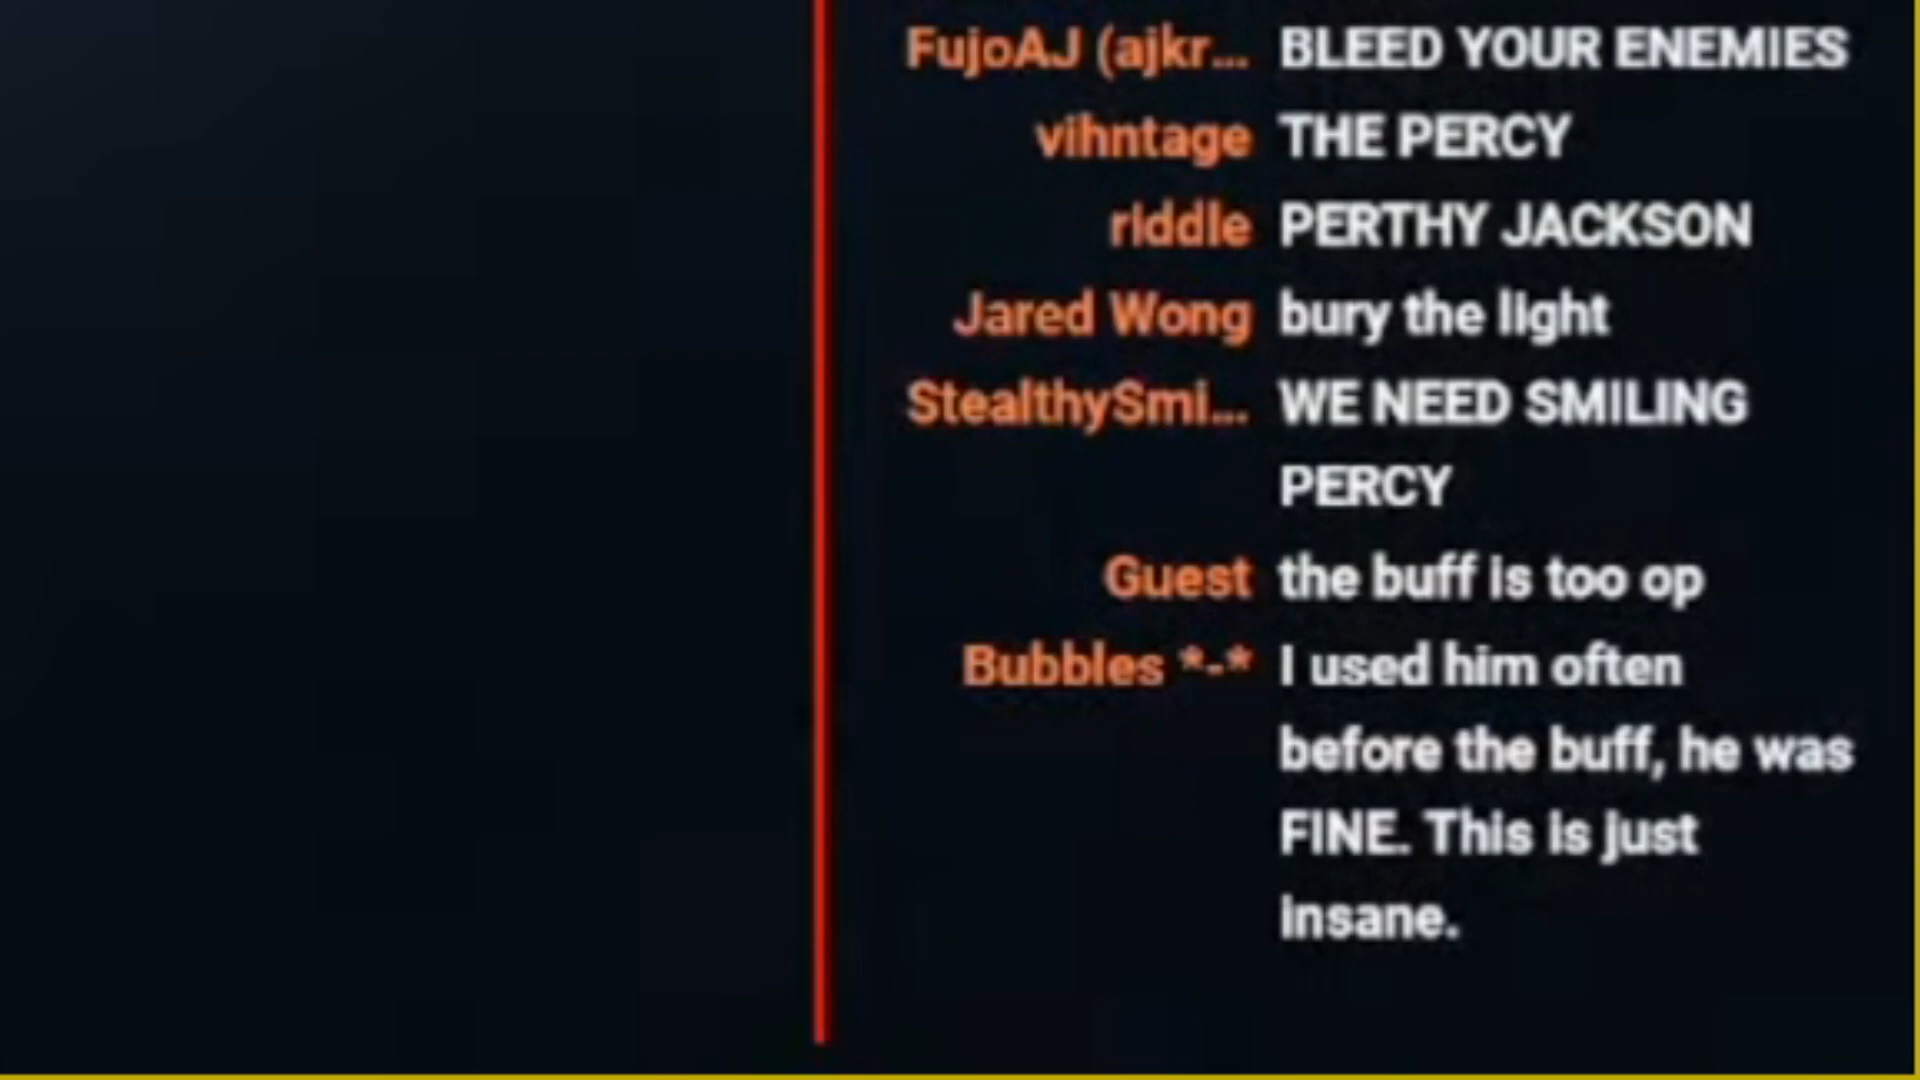 FujoAJ (ajkr... BLEED YOUR ENEMIES
vihntage THE PERCY
riddle PERTHY JACKSON
Jared Wong bury the light
StealthySmi... WE NEED SMILING
PERCY
Guest the buff is too op
Bubbles *-* I used him often
before the buff, he was
FINE. This is just
insane.